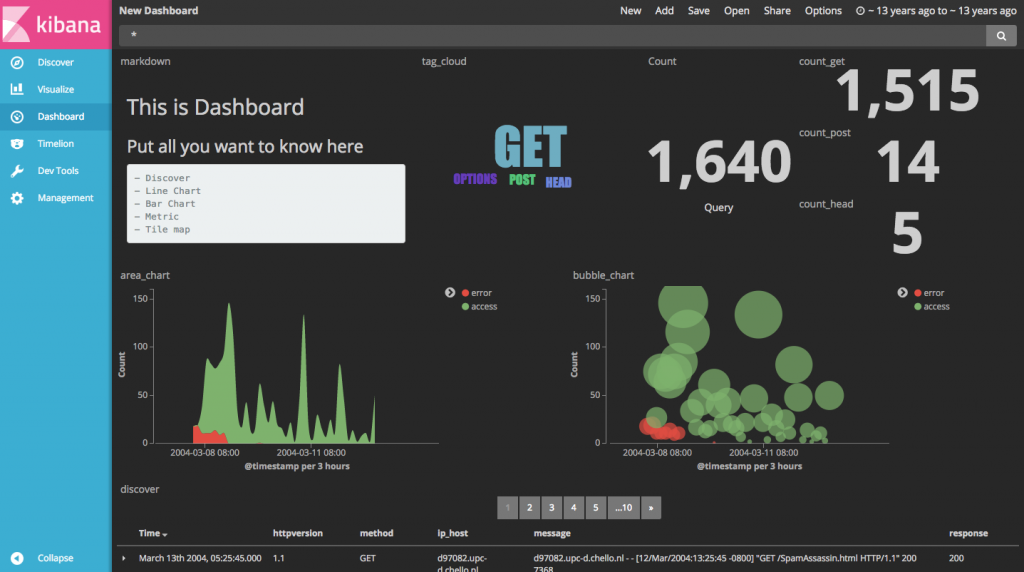 kibana
Discover
Visualize
Dashboard
Timelion
Dev Tools
Management
Collapse
New Dashboard
New Add Save Open Share Options ~ 13 years ago to ~ 13 years ago
*
markdown
This is Dashboard
Put all you want to know here
– Discover
– Line Chart
– Bar Chart
– Metric
– Tile map
tag_cloud
GET
OPTIONS POST HEAD
Count
1,640
Query
count_get
1,515
count_post
14
count_head
5
area_chart
error
access
150
100
50
0
Count
2004-03-08 08:00 2004-03-11 08:00
@timestamp per 3 hours
bubble_chart
error
access
150
100
50
0
Count
2004-03-08 08:00 2004-03-11 08:00
@timestamp per 3 hours
discover
1 2 3 4 5 ...10 »
Time httpversion method ip_host message response
March 13th 2004, 05:25:45.000 1.1 GET d97082.upc- d97082.upc-d.chello.nl - - [12/Mar/2004:13:25:45 -0800] "GET /SpamAssassin.html HTTP/1.1" 200 200
d.chello.nl 7368